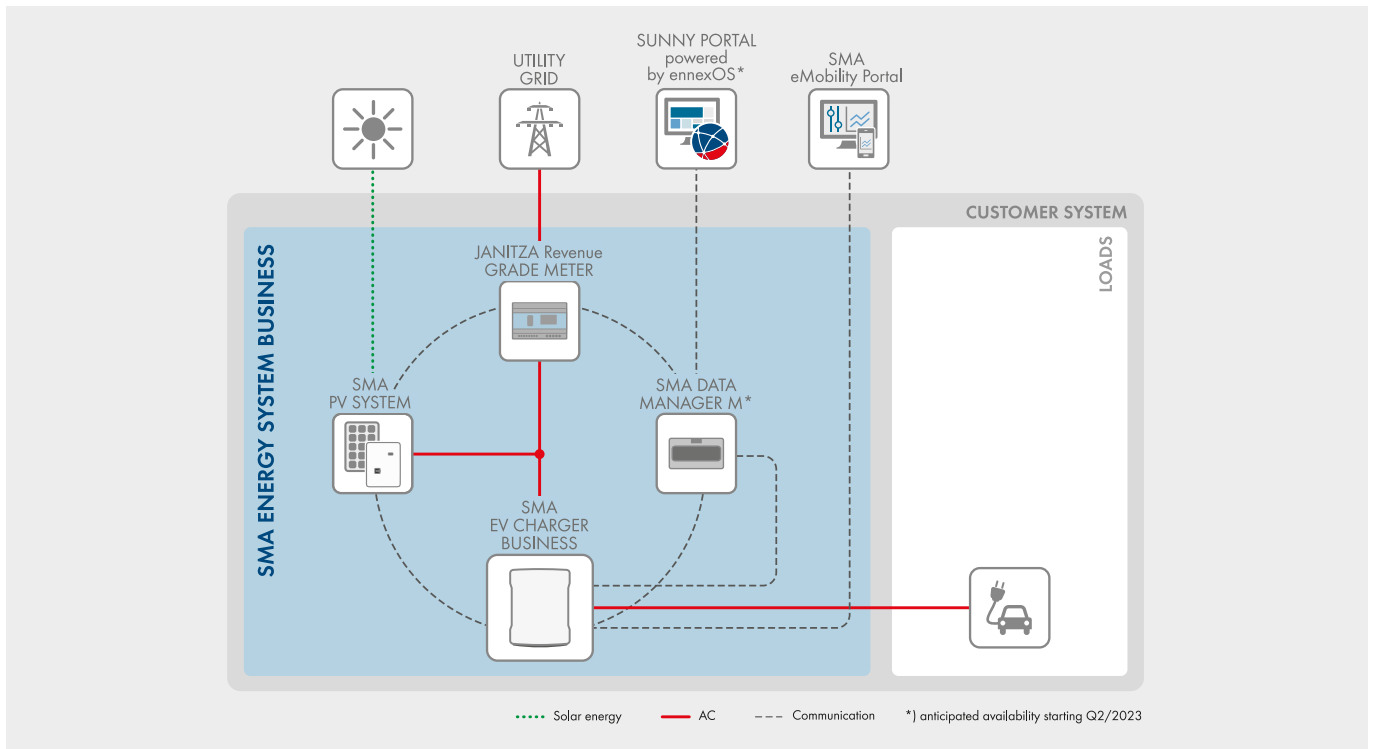 UTILITY
GRID
SUNNY PORTAL
powered
by ennexOS*
SMA
eMobility Portal
CUSTOMER SYSTEM
SMA ENERGY SYSTEM BUSINESS
LOADS
JANITZA Revenue
GRADE METER
SMA
PV SYSTEM
SMA DATA
MANAGER M*
SMA
EV CHARGER
BUSINESS
Solar energy
AC
Communication
*) anticipated availability starting Q2/2023